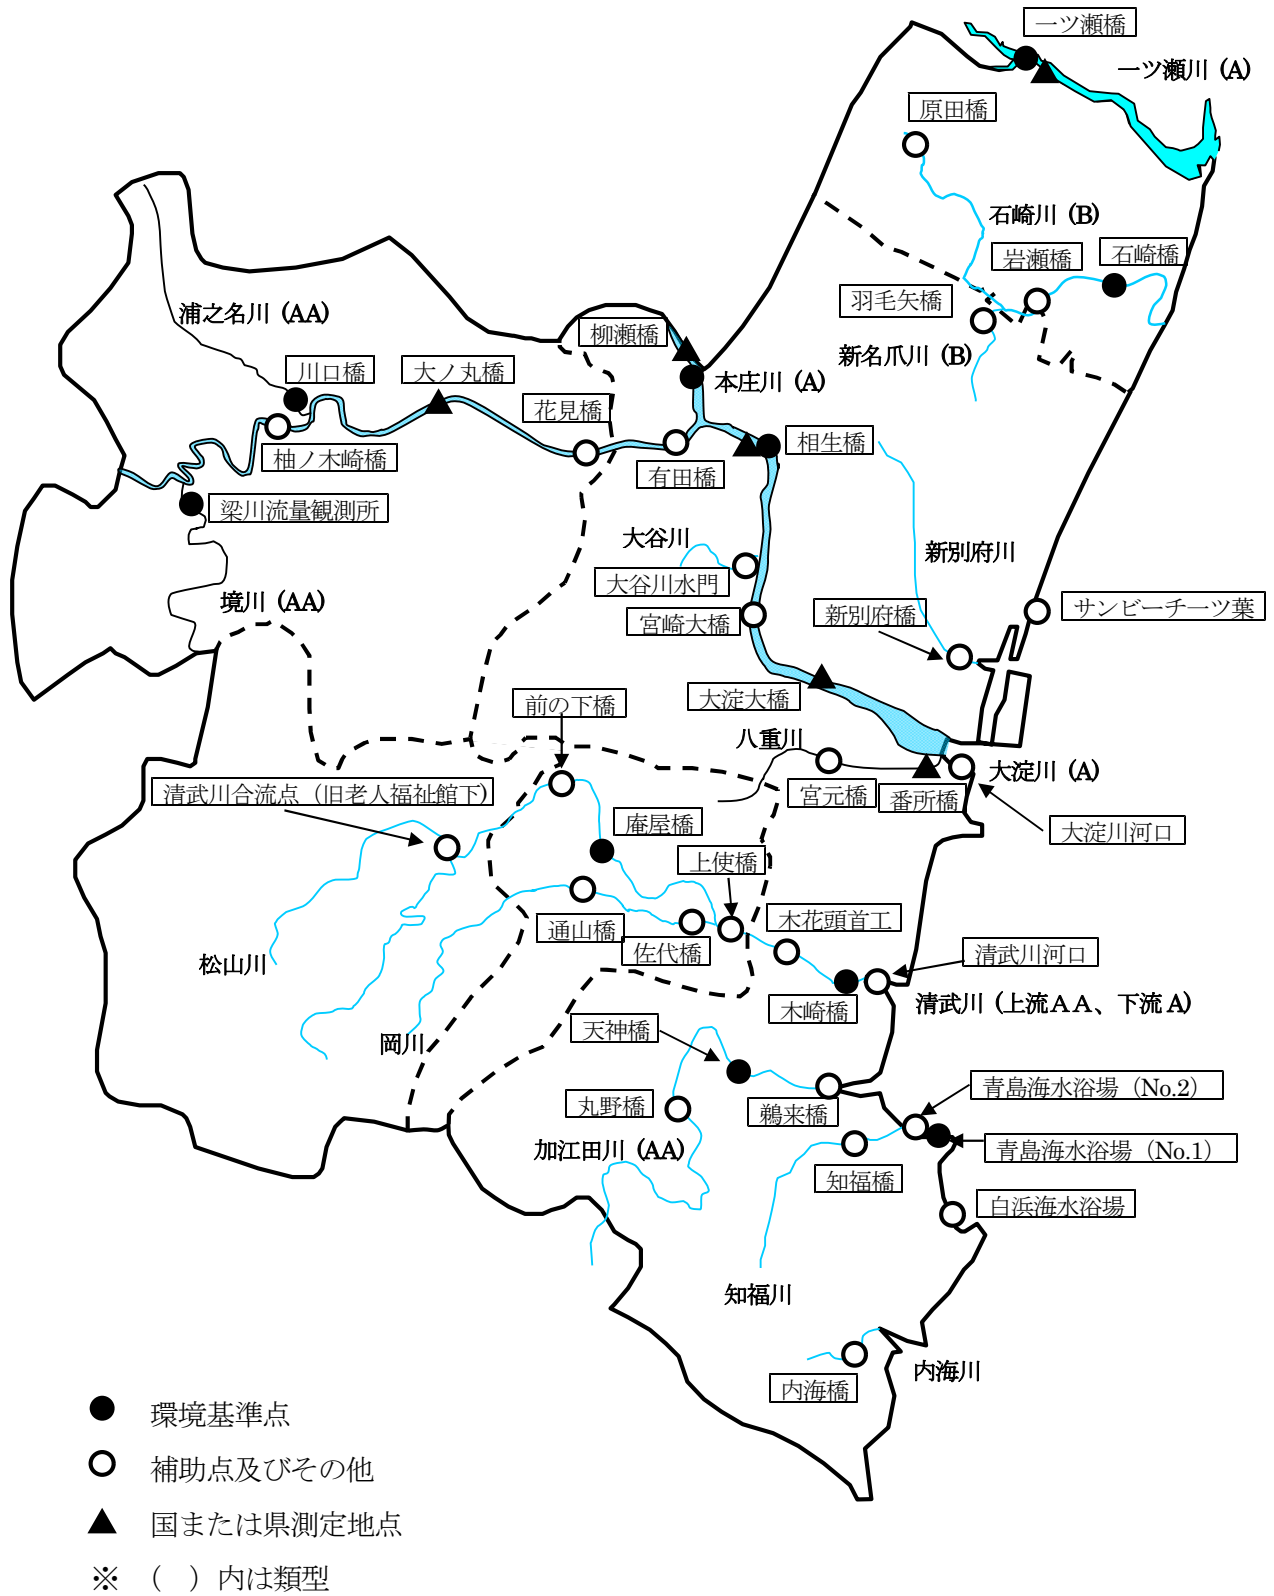 一ツ瀬橋
一ツ瀬川 (A)
原田橋
石崎川 (B)
岩瀬橋
石崎橋
羽毛矢橋
新名爪川 (B)
浦之名川 (AA)
柳瀬橋
本庄川 (A)
川口橋
大ノ丸橋
花見橋
相生橋
柚ノ木崎橋
有田橋
梁川流量観測所
大谷川
新別府川
大谷川水門
境川 (AA)
サンビーチ一ツ葉
新別府橋
宮崎大橋
大淀大橋
前の下橋
八重川
大淀川 (A)
清武川合流点（旧老人福祉館下)
宮元橋
番所橋
庵屋橋
大淀川河口
上使橋
木花頭首工
通山橋
佐代橋
清武川河口
松山川
木崎橋
清武川 (上流ＡＡ、下流 A)
天神橋
岡川
青島海水浴場（No.2）
丸野橋
鵜来橋
加江田川 (AA)
青島海水浴場（No.1）
知福橋
白浜海水浴場
知福川
内海川
内海橋
環境基準点
補助点及びその他
国または県測定地点
※ （　）内は類型